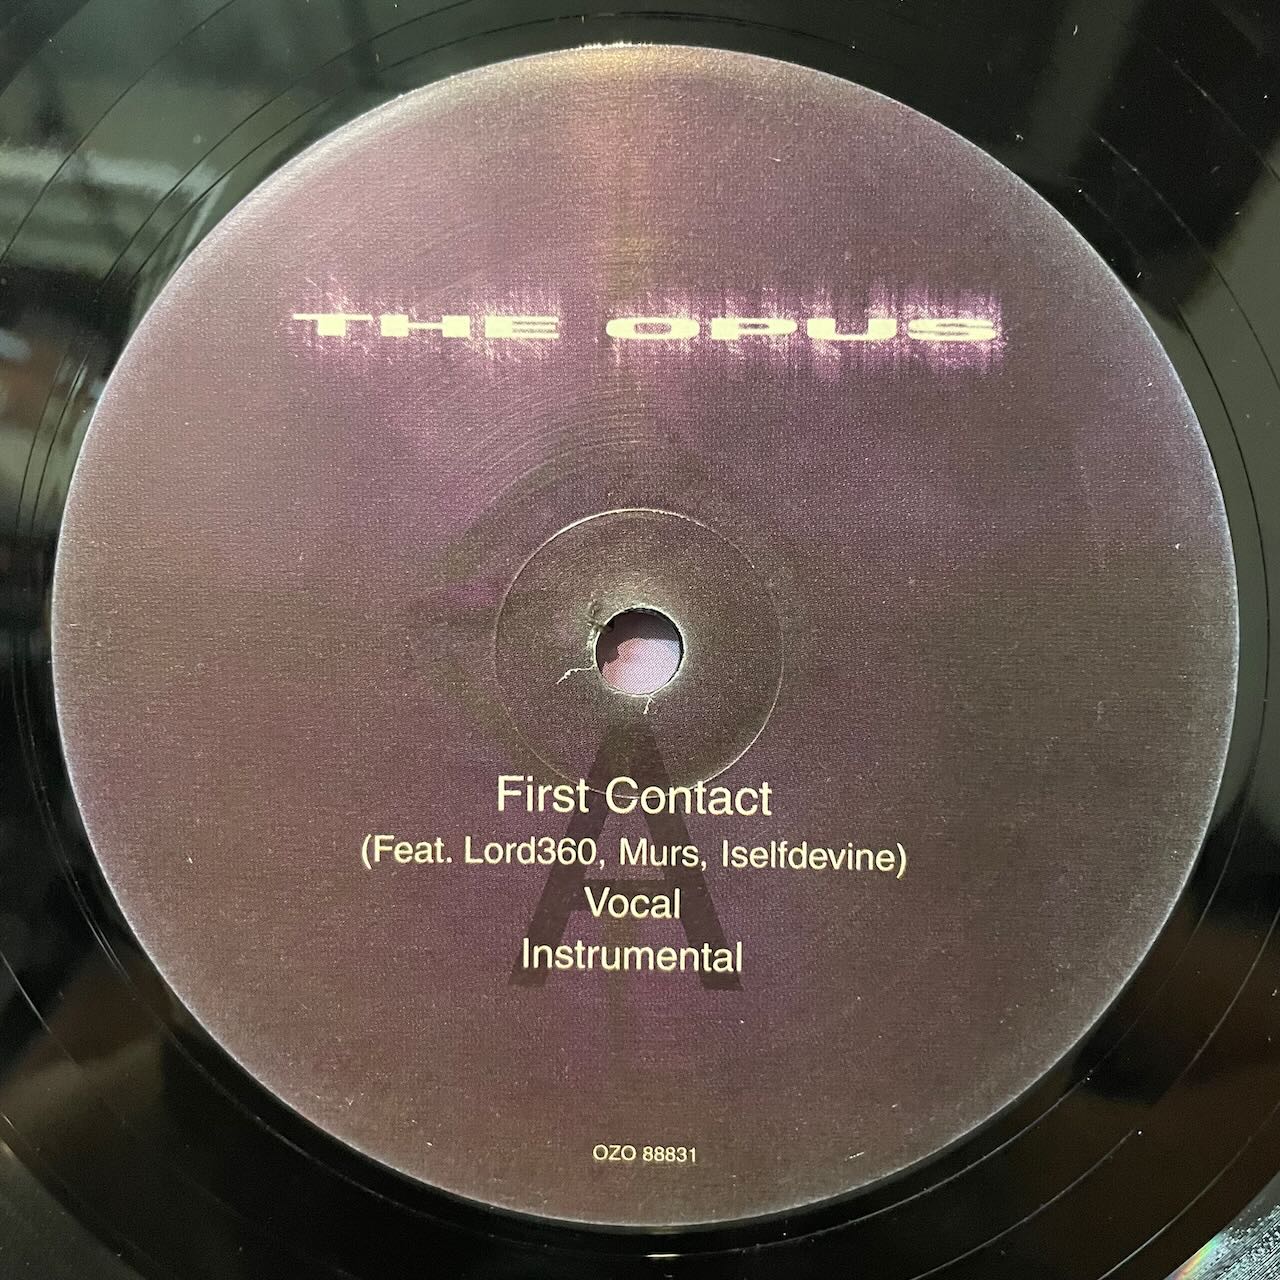 THE OPUS
First Contact
(Feat. Lord360, Murs, Iselfdevine)
Vocal
Instrumental
A
OZO 88831